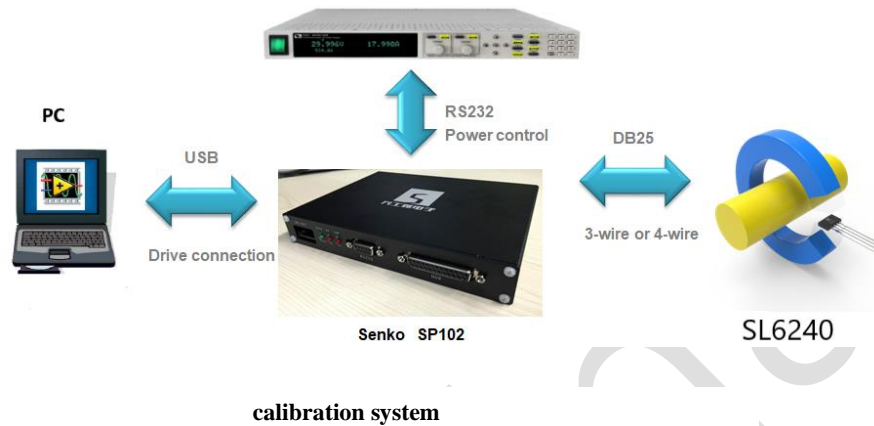 29.996V 17.998A
RS232
Power control
PC
USB
DB25
Drive connection
3-wire or 4-wire
Senko SP102
SL6240
calibration system